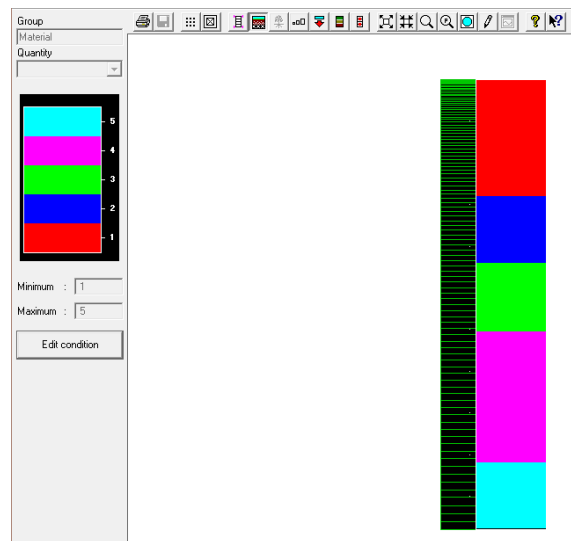 Group
Material
Quantity
5
4
3
2
1
Minimum : 1
Maximum : 5
Edit condition